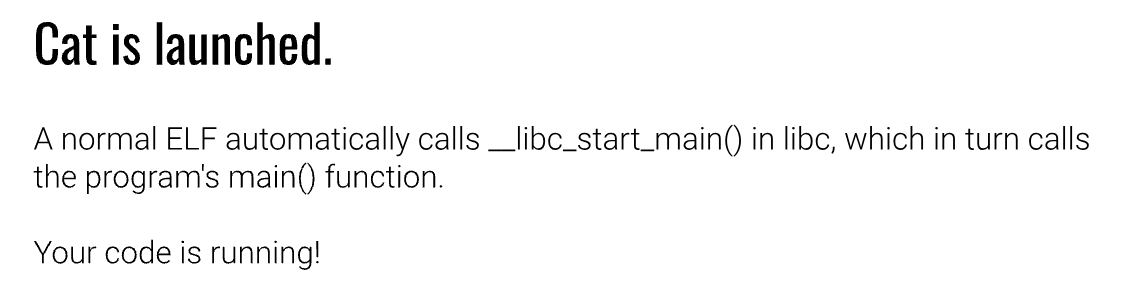 Cat is launched.
A normal ELF automatically calls __libc_start_main() in libc, which in turn calls
the program's main() function.
Your code is running!